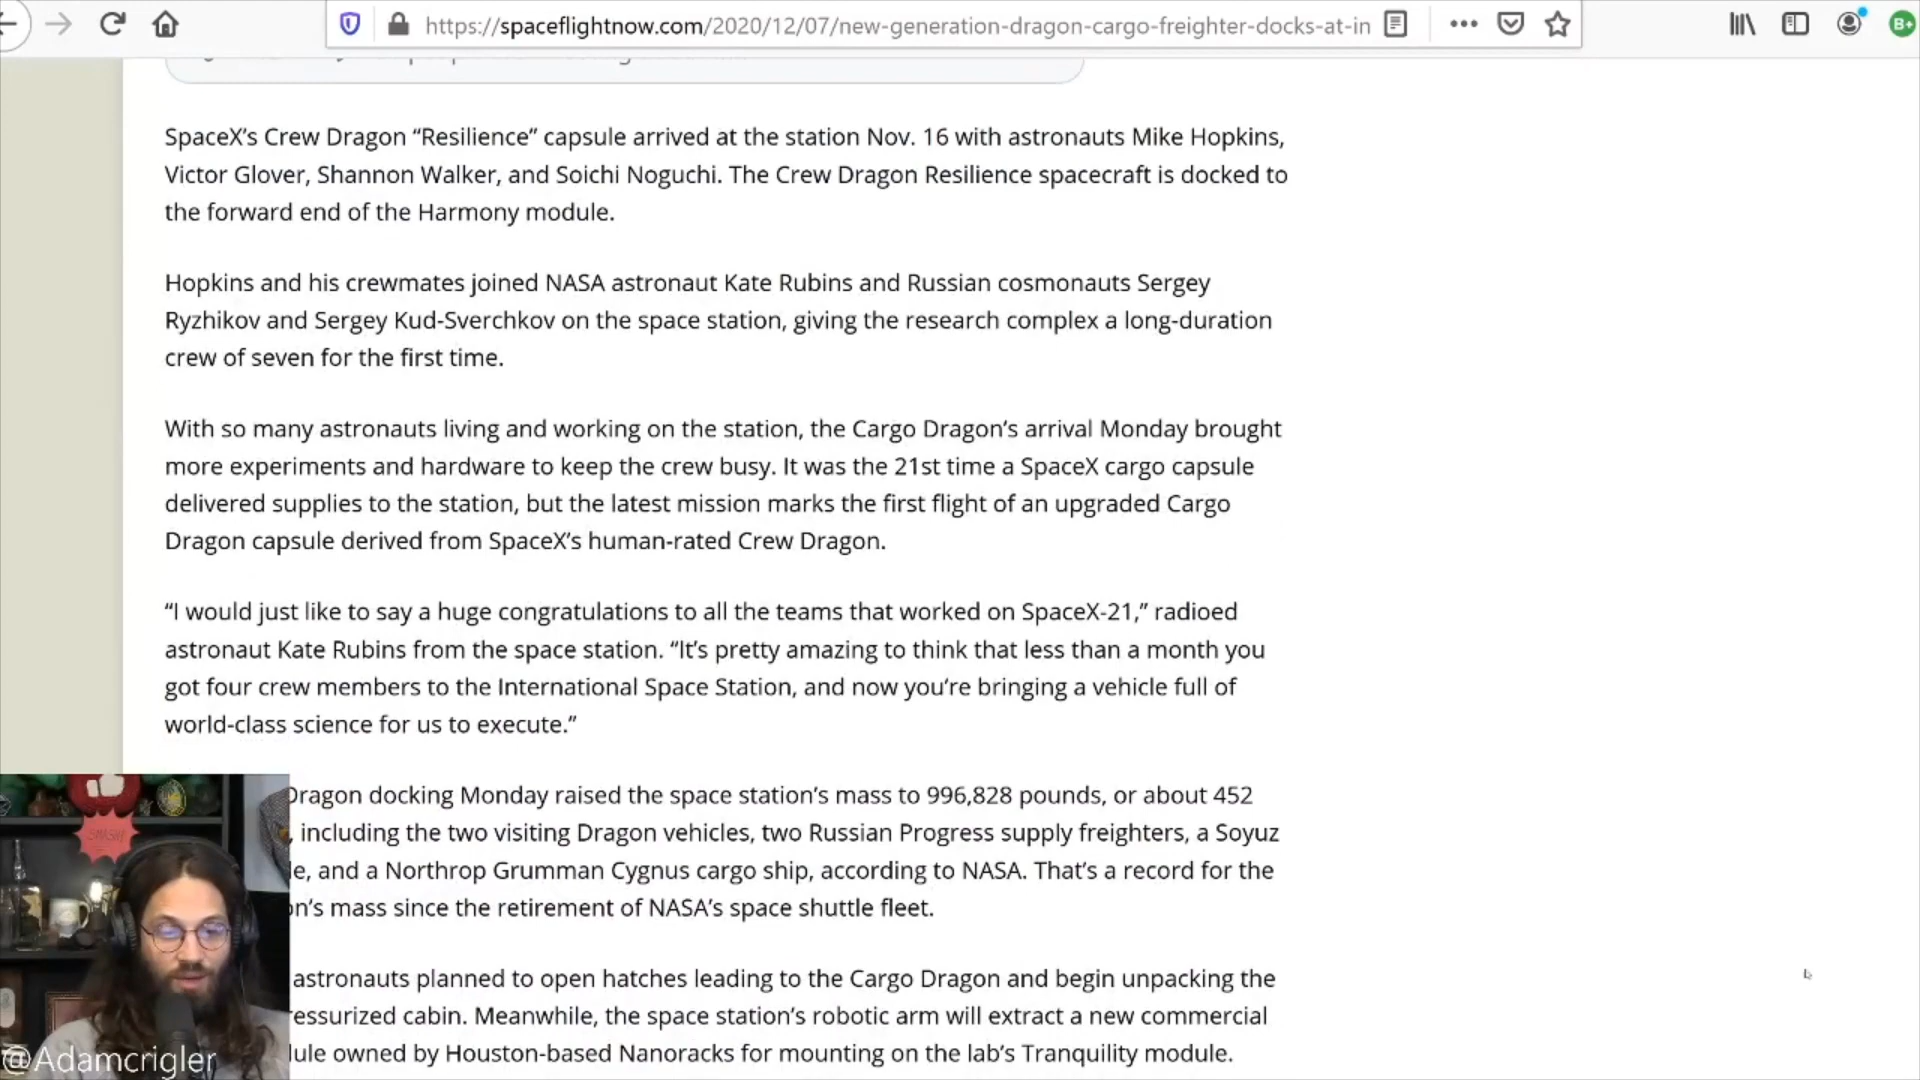 https://spaceflightnow.com/2020/12/07/new-generation-dragon-cargo-freighter-docks-at-in
B+
SpaceX’s Crew Dragon “Resilience” capsule arrived at the station Nov. 16 with astronauts Mike Hopkins,
Victor Glover, Shannon Walker, and Soichi Noguchi. The Crew Dragon Resilience spacecraft is docked to
the forward end of the Harmony module.
Hopkins and his crewmates joined NASA astronaut Kate Rubins and Russian cosmonauts Sergey
Ryzhikov and Sergey Kud-Sverchkov on the space station, giving the research complex a long-duration
crew of seven for the first time.
With so many astronauts living and working on the station, the Cargo Dragon’s arrival Monday brought
more experiments and hardware to keep the crew busy. It was the 21st time a SpaceX cargo capsule
delivered supplies to the station, but the latest mission marks the first flight of an upgraded Cargo
Dragon capsule derived from SpaceX’s human-rated Crew Dragon.
“I would just like to say a huge congratulations to all the teams that worked on SpaceX-21,” radioed
astronaut Kate Rubins from the space station. “It’s pretty amazing to think that less than a month you
got four crew members to the International Space Station, and now you’re bringing a vehicle full of
world-class science for us to execute.”
Dragon docking Monday raised the space station’s mass to 996,828 pounds, or about 452
, including the two visiting Dragon vehicles, two Russian Progress supply freighters, a Soyuz
le, and a Northrop Grumman Cygnus cargo ship, according to NASA. That’s a record for the
n’s mass since the retirement of NASA’s space shuttle fleet.
astronauts planned to open hatches leading to the Cargo Dragon and begin unpacking the
essurized cabin. Meanwhile, the space station’s robotic arm will extract a new commercial
lule owned by Houston-based Nanoracks for mounting on the lab’s Tranquility module.
SMASH!
@Adamcrigler